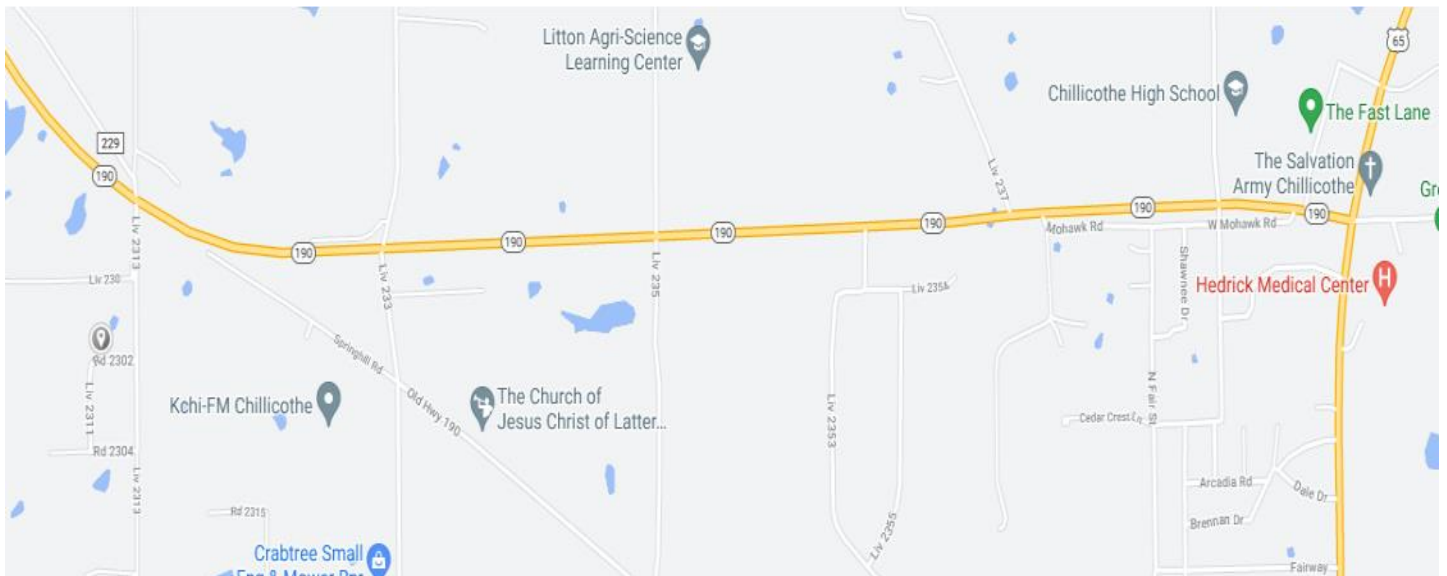 65
Litton Agri-Science
Learning Center
Chillicothe High School
The Fast Lane
229
The Salvation
Army Chillicothe
190
Liv 237
Gre
190
190
190
Mohawk Rd
W Mohawk Rd
190
190
190
Liv 2313
Liv 233
Liv 235
Shawnee Dr
Liv 230
Liv 235A
Hedrick Medical Center
H
Rd 2302
Springhill Rd
Liv 2311
Kchi-FM Chillicothe
Old Hwy 190
The Church of
Jesus Christ of Latter...
Liv 2353
N Fair St
Cedar Crest Ln
Rd 2304
Liv 2313
Arcadia Rd
Dale Dr
Rd 2315
Brennan Dr
Liv 2355
Crabtree Small
Eng & Mower Rpr
Fairway